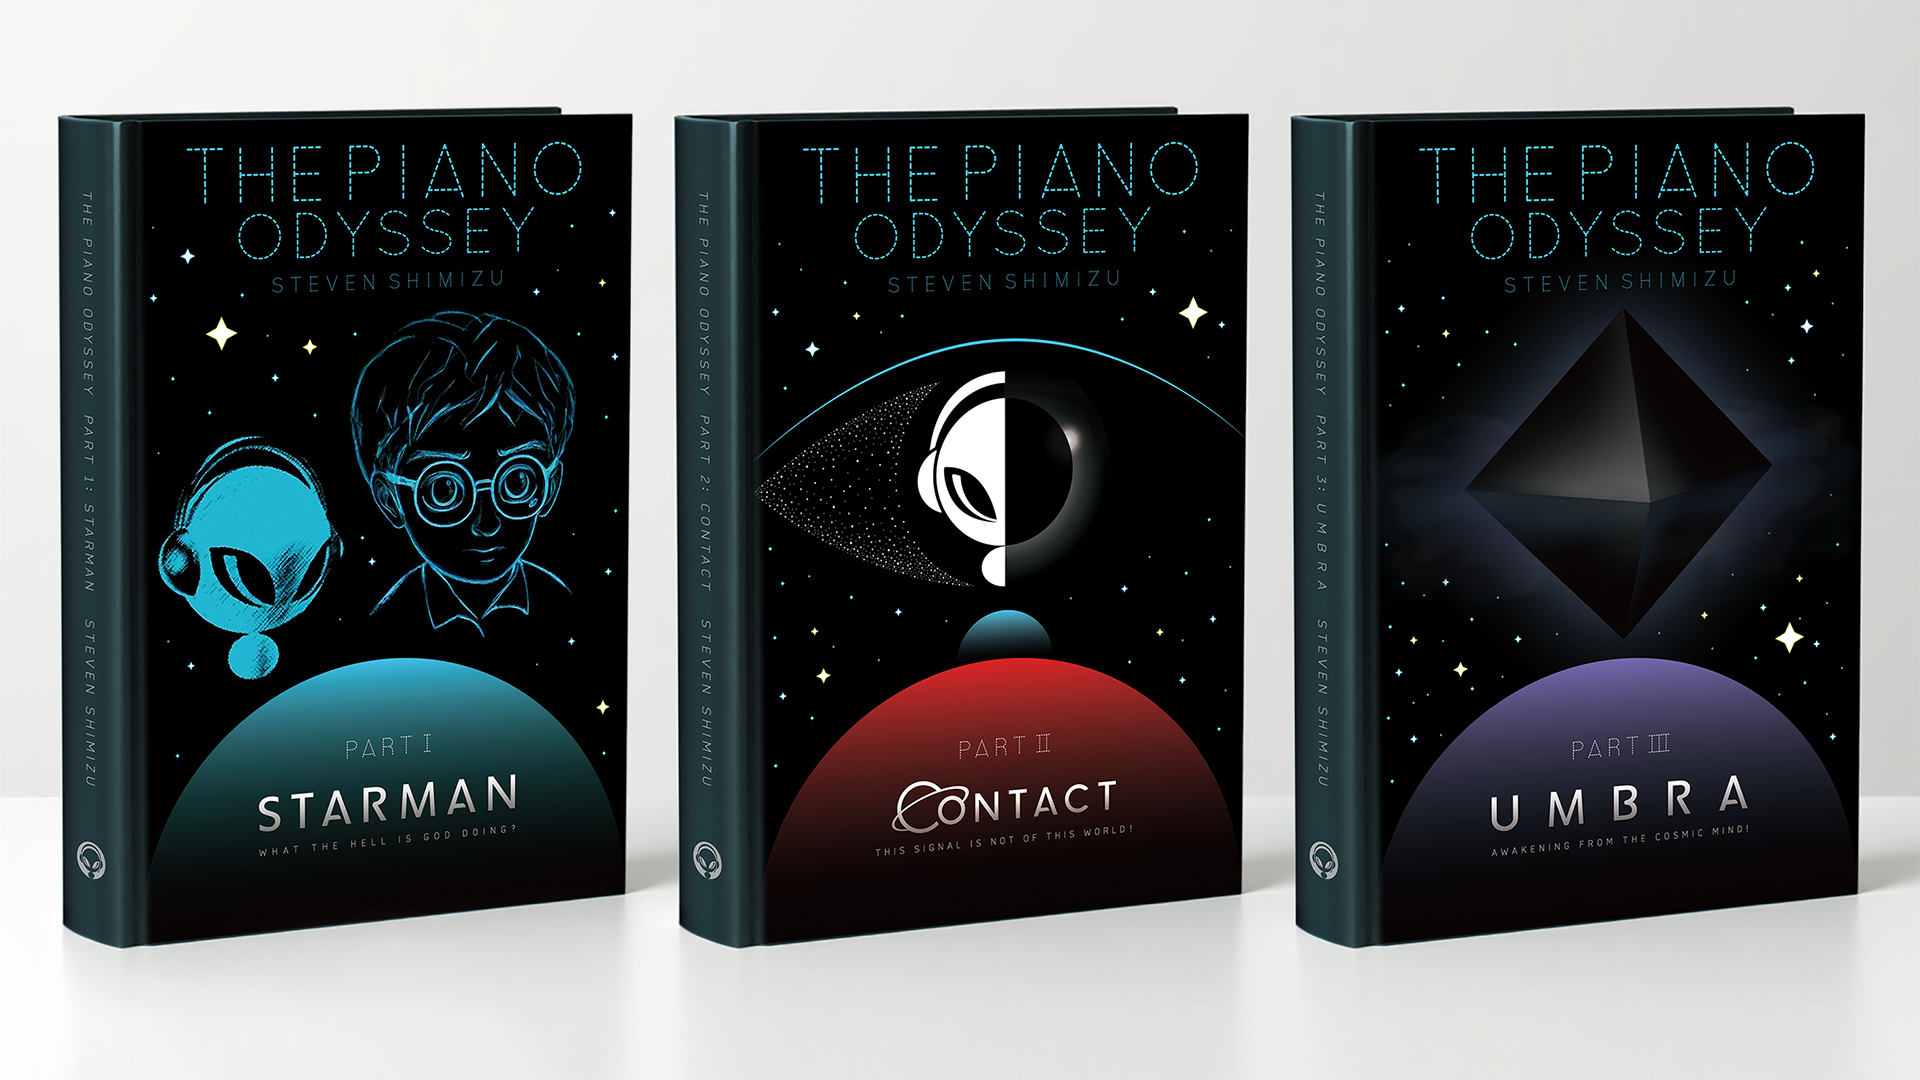 THE PIANO ODYSSEY PART 1: STARMAN STEVEN SHIMIZU
THE PIANO
ODYSSEY
STEVEN SHIMIZU
PART I
STARMAN
WHAT THE HELL IS GOD DOING?
THE PIANO ODYSSEY PART 2: CONTACT STEVEN SHIMIZU
THE PIANO
ODYSSEY
STEVEN SHIMIZU
PART II
CONTACT
THIS SIGNAL IS NOT OF THIS WORLD!
THE PIANO ODYSSEY PART 3: UMBRA STEVEN SHIMIZU
THE PIANO
ODYSSEY
STEVEN SHIMIZU
PART III
UMBRA
AWAKENING FROM THE COSMIC MIND!